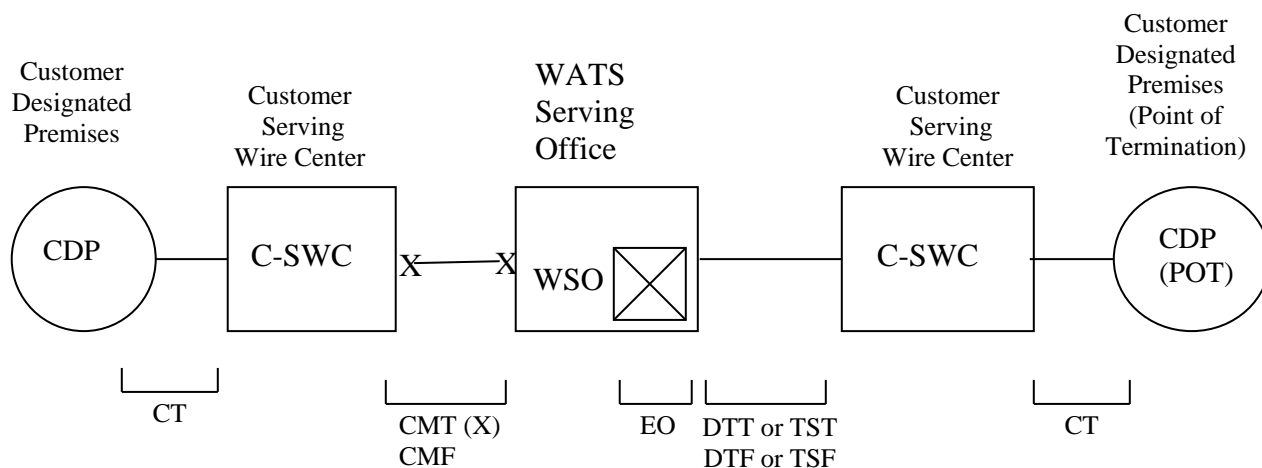 Customer
Designated
Premises
Customer
Serving
Wire Center
WATS
Serving
Office
Customer
Serving
Wire Center
Customer
Designated
Premises
(Point of
Termination)
CDP
C-SWC
X
X
WSO
C-SWC
CDP
(POT)
CT
CMT (X)
CMF
EO
DTT or TST
DTF or TSF
CT